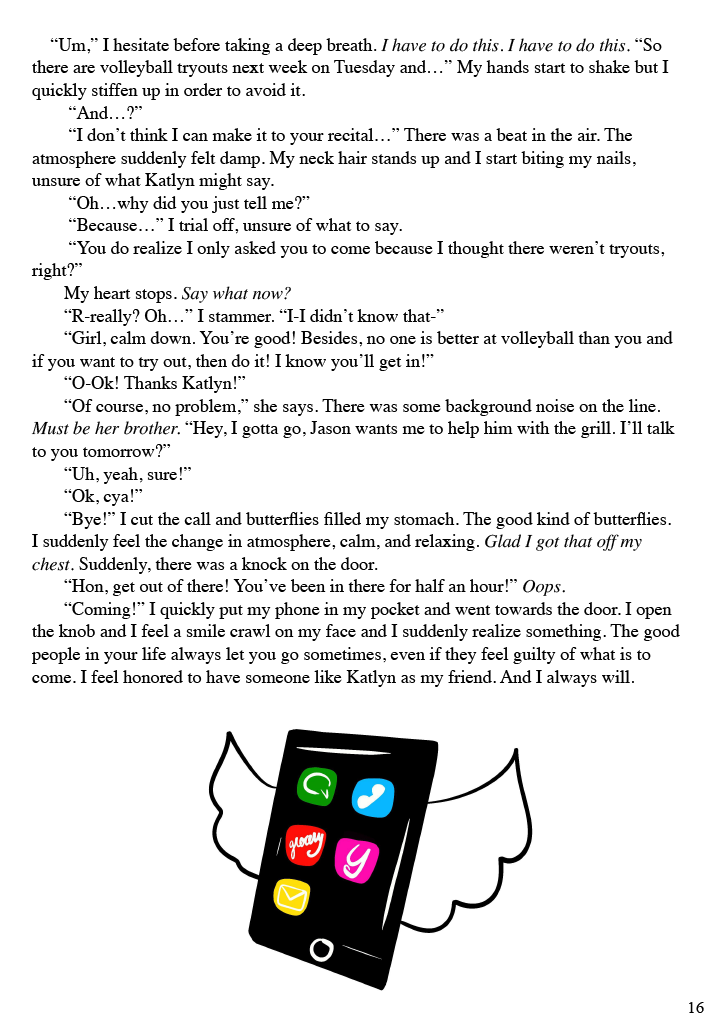 “Um,” I hesitate before taking a deep breath. I have to do this. I have to do this. “So
there are volleyball tryouts next week on Tuesday and…” My hands start to shake but I
quickly stiffen up in order to avoid it.
“And…?”
“I don’t think I can make it to your recital…” There was a beat in the air. The
atmosphere suddenly felt damp. My neck hair stands up and I start biting my nails,
unsure of what Katlyn might say.
“Oh…why did you just tell me?”
“Because…” I trial off, unsure of what to say.
“You do realize I only asked you to come because I thought there weren’t tryouts,
right?”
My heart stops. Say what now?
“R-really? Oh…” I stammer. “I-I didn’t know that-”
“Girl, calm down. You’re good! Besides, no one is better at volleyball than you and
if you want to try out, then do it! I know you’ll get in!”
“O-Ok! Thanks Katlyn!”
“Of course, no problem,” she says. There was some background noise on the line.
Must be her brother. “Hey, I gotta go, Jason wants me to help him with the grill. I’ll talk
to you tomorrow?”
“Uh, yeah, sure!”
“Ok, cya!”
“Bye!” I cut the call and butterflies filled my stomach. The good kind of butterflies.
I suddenly feel the change in atmosphere, calm, and relaxing. Glad I got that off my
chest. Suddenly, there was a knock on the door.
“Hon, get out of there! You’ve been in there for half an hour!” Oops.
“Coming!” I quickly put my phone in my pocket and went towards the door. I open
the knob and I feel a smile crawl on my face and I suddenly realize something. The good
people in your life always let you go sometimes, even if they feel guilty of what is to
come. I feel honored to have someone like Katlyn as my friend. And I always will.
y
16